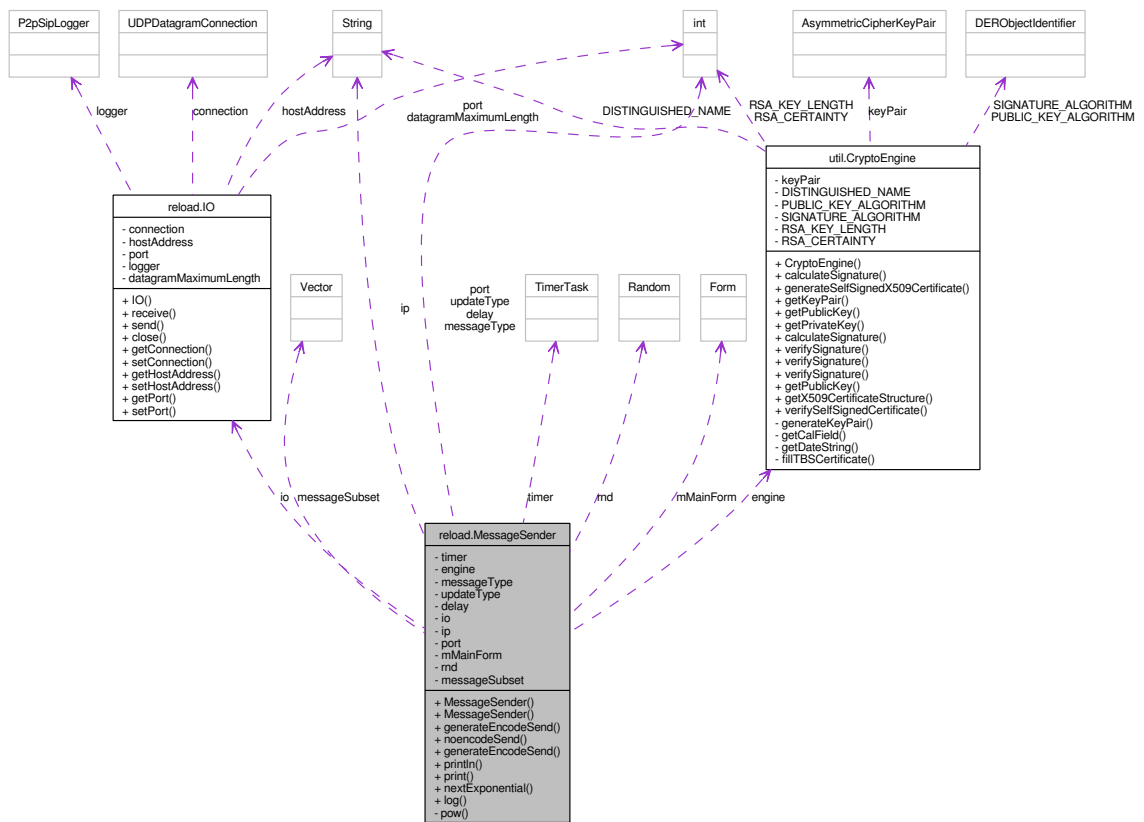 P2pSipLogger
UDPDatagramConnection
String
int
AsymmetricCipherKeyPair
DERObjectIdentifier
logger
connection
hostAddress
port
datagramMaximumLength
DISTINGUISHED_NAME
RSA_KEY_LENGTH
RSA_CERTAINTY
keyPair
SIGNATURE_ALGORITHM
PUBLIC_KEY_ALGORITHM
util.CryptoEngine
- keyPair
- DISTINGUISHED_NAME
- PUBLIC_KEY_ALGORITHM
- SIGNATURE_ALGORITHM
- RSA_KEY_LENGTH
- RSA_CERTAINTY
+ CryptoEngine()
+ calculateSignature()
+ generateSelfSignedX509Certificate()
+ getKeyPair()
+ getPublicKey()
+ getPrivateKey()
+ calculateSignature()
+ verifySignature()
+ verifySignature()
+ verifySignature()
+ getPublicKey()
+ getX509CertificateStructure()
+ verifySelfSignedCertificate()
- generateKeyPair()
- getCalField()
- getDateString()
- fillTBSCertificate()
reload.IO
- connection
- hostAddress
- port
- logger
- datagramMaximumLength
+ IO()
+ receive()
+ send()
+ close()
+ getConnection()
+ setConnection()
+ getHostAddress()
+ setHostAddress()
+ getPort()
+ setPort()
Vector
TimerTask
Random
Form
ip
port
updateType
delay
messageType
io
messageSubset
timer
rnd
mMainForm
engine
reload.MessageSender
- timer
- engine
- messageType
- updateType
- delay
- io
- ip
- port
- mMainForm
- rnd
- messageSubset
+ MessageSender()
+ MessageSender()
+ generateEncodeSend()
+ noencodeSend()
+ generateEncodeSend()
+ println()
+ print()
+ nextExponential()
+ log()
- pow()